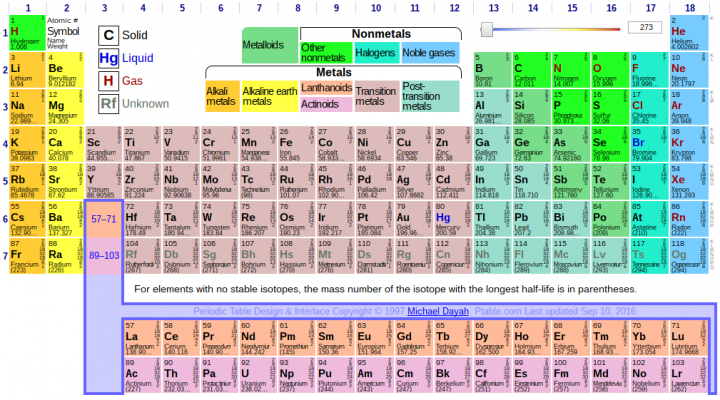 1 2 3 4 5 6 7 8 9 10 11 12 13 14 15 16 17 18
1 2 3 4 5 6 7
Atomic #
Symbol
Name
Weight
C Solid
Hg Liquid
H Gas
Rf Unknown
Metalloids
Nonmetals
Other nonmetals
Halogens
Noble gases
Metals
Alkali metals
Alkaline earth metals
Lanthanoids
Actinoids
Transition metals
Post-transition metals
273
1 H Hydrogen 1.008
2 He Helium 4.002602
3 Li Lithium 6.94
4 Be Beryllium 9.012182
5 B Boron 10.81
6 C Carbon 12.011
7 N Nitrogen 14.007
8 O Oxygen 15.999
9 F Fluorine
10 Ne Neon 20.1797
11 Na Sodium
12 Mg Magnesium 24.305
13 Al Aluminium
14 Si Silicon 28.085
15 P Phosphorus
16 S Sulfur 32.06
17 Cl Chlorine 35.45
18 Ar Argon 39.948
19 K Potassium 39.0983
20 Ca Calcium 40.078
21 Sc Scandium
22 Ti Titanium 47.867
23 V Vanadium 50.9415
24 Cr Chromium 51.9961
25 Mn Manganese
26 Fe Iron 55.845
27 Co Cobalt
28 Ni Nickel 58.6934
29 Cu Copper 63.546
30 Zn Zinc 65.38
31 Ga Gallium 69.723
32 Ge Germanium 72.63
33 As Arsenic 74.92160
34 Se Selenium 78.96
35 Br Bromine 79.904
36 Kr Krypton 83.798
37 Rb Rubidium 85.4678
38 Sr Strontium 87.62
39 Y Yttrium 88.90585
40 Zr Zirconium 91.224
41 Nb Niobium 92.90638
42 Mo Molybdenum 95.96
43 Tc Technetium (98)
44 Ru Ruthenium 101.07
45 Rh Rhodium
46 Pd Palladium 106.42
47 Ag Silver 107.8682
48 Cd Cadmium 112.411
49 In Indium 114.818
50 Sn Tin 118.710
51 Sb Antimony 121.760
52 Te Tellurium 127.60
53 I Iodine
54 Xe Xenon 131.293
55 Cs Caesium
56 Ba Barium 137.327
57–71
72 Hf Hafnium 178.49
73 Ta Tantalum
74 W Tungsten 183.84
75 Re Rhenium 186.207
76 Os Osmium 190.23
77 Ir Iridium 192.217
78 Pt Platinum 195.084
79 Au Gold
80 Hg Mercury 200.59
81 Tl Thallium
82 Pb Lead
83 Bi Bismuth
84 Po Polonium (209)
85 At Astatine (210)
86 Rn Radon (222)
87 Fr Francium (223)
88 Ra Radium (226)
89–103
104 Rf Rutherfordium (267)
105 Db Dubnium (268)
106 Sg Seaborgium (271)
107 Bh Bohrium (272)
108 Hs Hassium (270)
109 Mt Meitnerium (276)
110 Ds Darmstadtium (281)
111 Rg Roentgenium (280)
112 Cn Copernicium (285)
113 Nh Nihonium (284)
114 Fl Flerovium (289)
115 Mc Moscovium (288)
116 Lv Livermorium (293)
117 Ts Tennessine (294)
118 Og Oganesson (294)
For elements with no stable isotopes, the mass number of the isotope with the longest half-life is in parentheses.
Periodic Table Design & Interface Copyright © 1997 Michael Dayah. Ptable.com Last updated Sep 10, 2016
57 La Lanthanum
58 Ce Cerium 140.116
59 Pr Praseodymium
60 Nd Neodymium 144.242
61 Pm Promethium (145)
62 Sm Samarium 150.36
63 Eu Europium 151.964
64 Gd Gadolinium 157.25
65 Tb Terbium
66 Dy Dysprosium 162.500
67 Ho Holmium
68 Er Erbium 167.259
69 Tm Thulium
70 Yb Ytterbium 173.054
71 Lu Lutetium 174.9668
89 Ac Actinium (227)
90 Th Thorium
91 Pa Protactinium
92 U Uranium
93 Np Neptunium (237)
94 Pu Plutonium (244)
95 Am Americium (243)
96 Cm Curium (247)
97 Bk Berkelium (247)
98 Cf Californium (251)
99 Es Einsteinium (252)
100 Fm Fermium (257)
101 Md Mendelevium (258)
102 No Nobelium (259)
103 Lr Lawrencium (262)